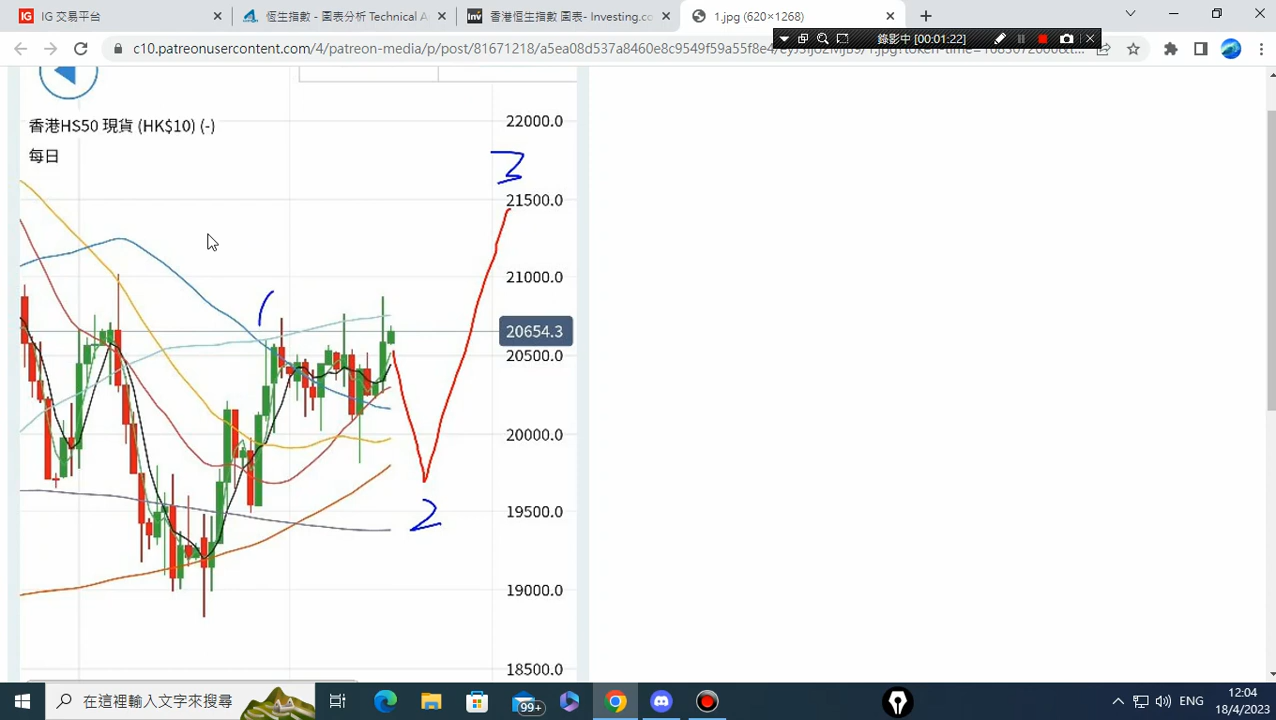 IG 交易平台
恆生指數 - 圖表分析 Technical A
香港恒生指數 圖表- Investing.co
1.jpg (620×1268)
錄影中 [00:01:22]
c10.patreonusercontent.com/4/patreon-media/p/post/81671218/a5ea08d537a8460e8c9549f59a55f8e4/
香港HS50 現貨 (HK$10) (-)
每日
22000.0
3
21500.0
21000.0
1
20654.3
20500.0
20000.0
2
19500.0
19000.0
18500.0
在這裡輸入文字來搜尋
99+
ENG
12:04
18/4/2023